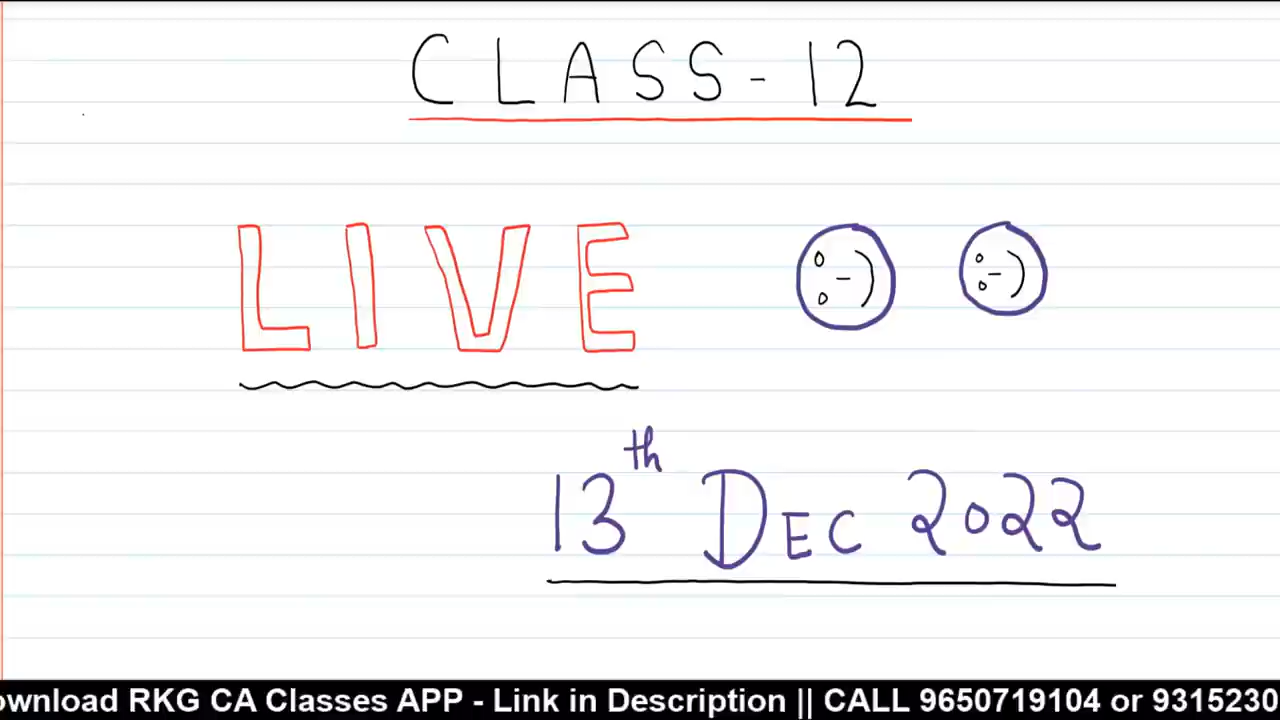 CLASS-12
LIVE :-) :-)
13th DEC 2022
ownload RKG CA Classes APP - Link in Description || CALL 9650719104 or 9315230